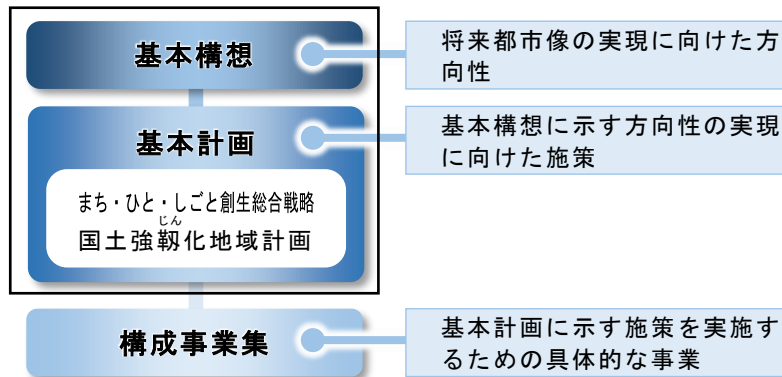 基本構想
将来都市像の実現に向けた方
向性
基本計画
基本構想に示す方向性の実現
に向けた施策
まち・ひと・しごと創生総合戦略
じん
国土強靱化地域計画
構成事業集
基本計画に示す施策を実施す
るための具体的な事業